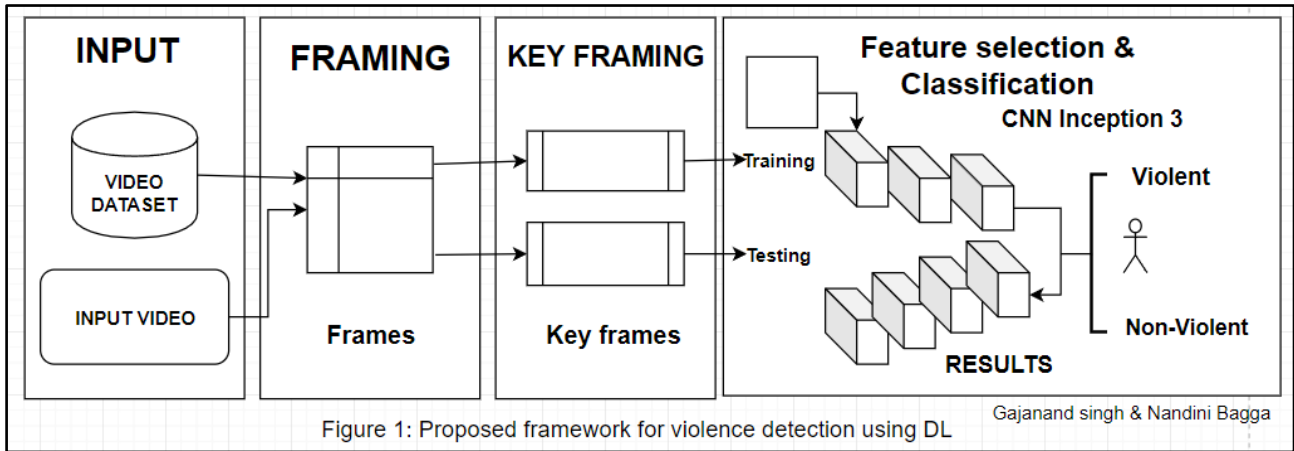 INPUT
VIDEO
DATASET
INPUT VIDEO
FRAMING
Frames
KEY FRAMING
Key frames
Feature selection &
Classification
CNN Inception 3
Training
Testing
Violent
Non-Violent
RESULTS
Gajanand singh & Nandini Bagga
Figure 1: Proposed framework for violence detection using DL